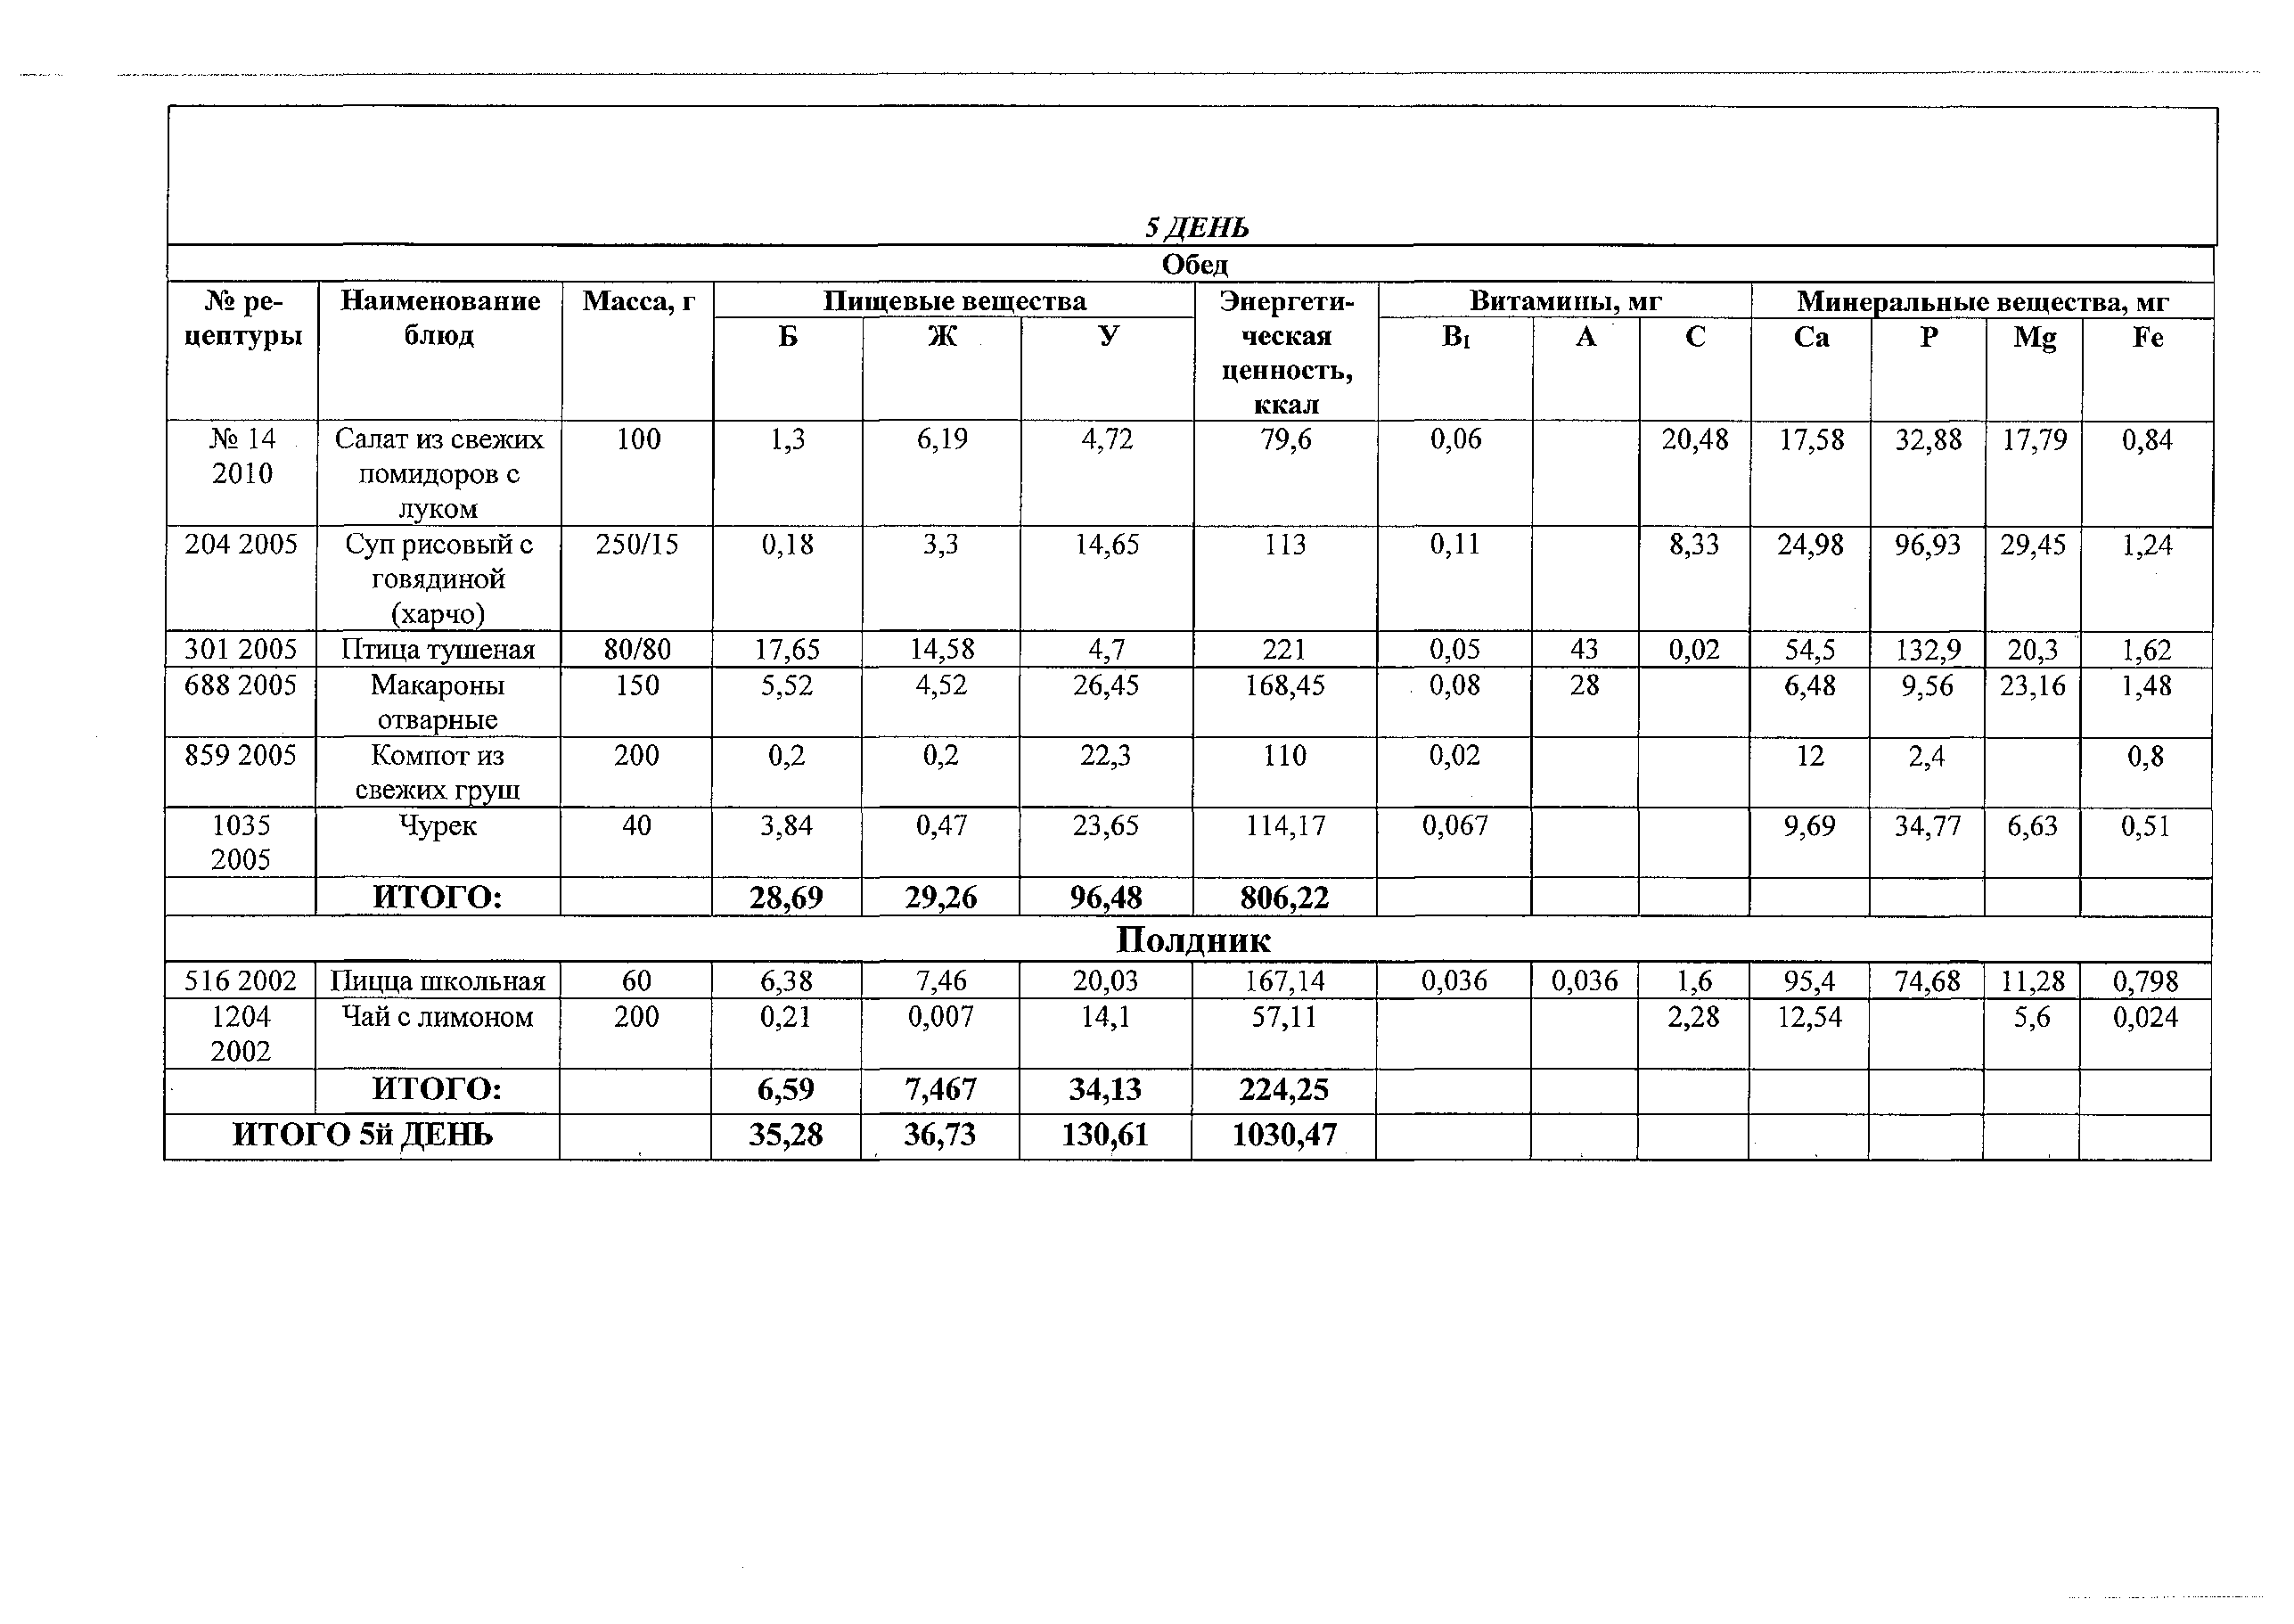 5 ДЕНЬ
Обед
№ ре- Наименование Масса, г Пищевые вещества Энергети- Витамины, мг Минеральные вещества, мг
цептуры блюд Б Ж У ческая B₁ A C Ca P Mg Fe
ценность,
ккал
№ 14 Салат из свежих 100 1,3 6,19 4,72 79,6 0,06 20,48 17,58 32,88 17,79 0,84
2010 помидоров с
луком
204 2005 Суп рисовый с 250/15 0,18 3,3 14,65 113 0,11 8,33 24,98 96,93 29,45 1,24
говядиной
(харчо)
301 2005 Птица тушеная 80/80 17,65 14,58 4,7 221 0,05 43 0,02 54,5 132,9 20,3 1,62
688 2005 Макароны 150 5,52 4,52 26,45 168,45 0,08 28 6,48 9,56 23,16 1,48
отварные
859 2005 Компот из 200 0,2 0,2 22,3 110 0,02 12 2,4 0,8
свежих груш
1035 Чурек 40 3,84 0,47 23,65 114,17 0,067 9,69 34,77 6,63 0,51
2005
ИТОГО: 28,69 29,26 96,48 806,22
Полдник
516 2002 Пицца школьная 60 6,38 7,46 20,03 167,14 0,036 0,036 1,6 95,4 74,68 11,28 0,798
1204 Чай с лимоном 200 0,21 0,007 14,1 57,11 2,28 12,54 5,6 0,024
2002
ИТОГО: 6,59 7,467 34,13 224,25
ИТОГО 5й ДЕНЬ 35,28 36,73 130,61 1030,47